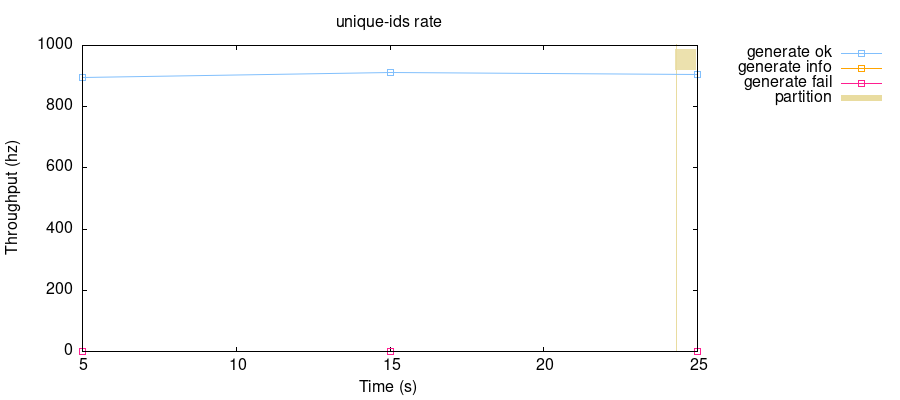 unique-ids rate
1000
800
600
400
200
0
5
10
15
20
25
Throughput (hz)
Time (s)
generate ok
generate info
generate fail
partition